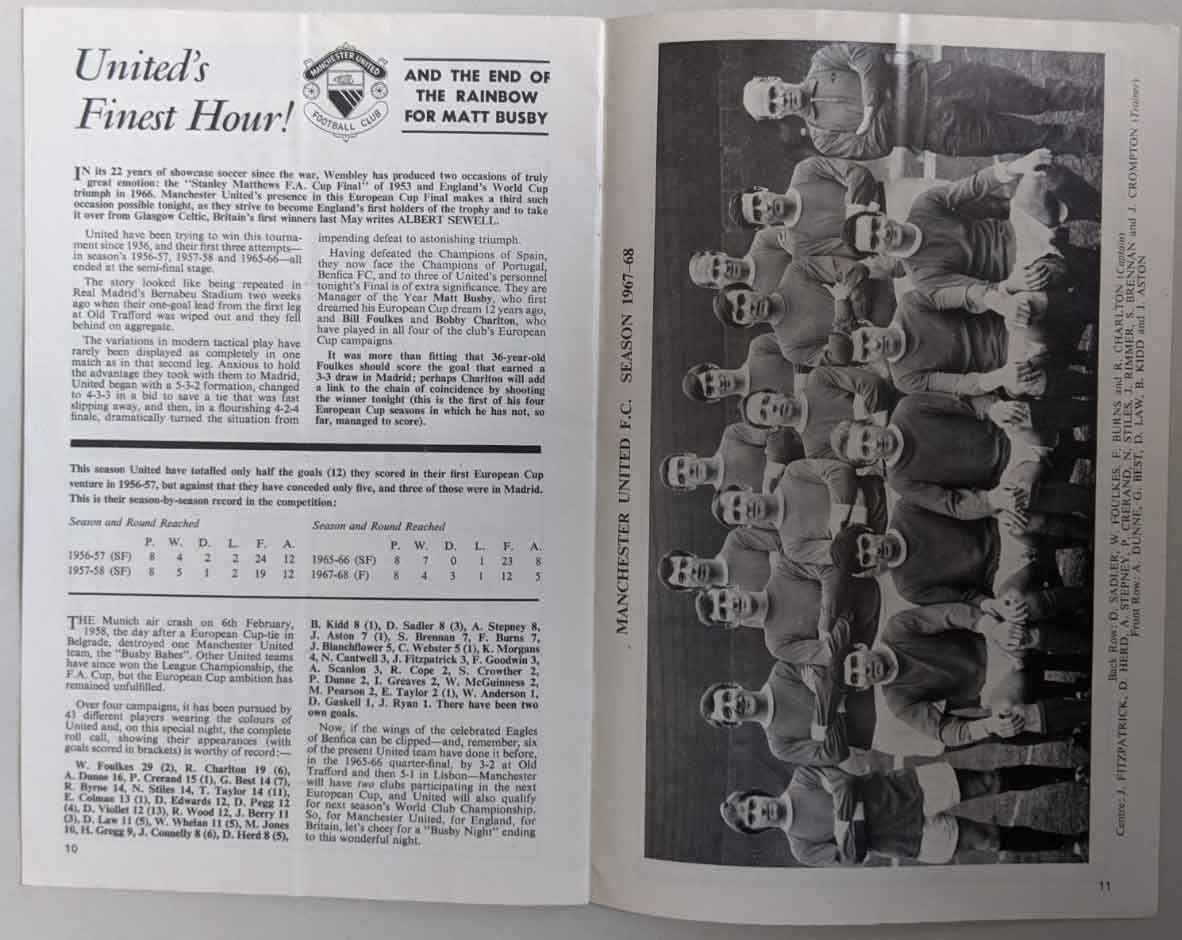 United's
Finest Hour!
MANCHESTER UNITED
FOOTBALL CLUB
AND THE END OF
THE RAINBOW
FOR MATT BUSBY
IN its 22 years of showcase soccer since the war, Wembley has produced two occasions of truly
great emotion: the "Stanley Matthews F.A. Cup Final" of 1953 and England's World Cup
triumph in 1966. Manchester United's presence in this European Cup Final makes a third such
occasion possible tonight, as they strive to become England's first holders of the trophy and to take
it over from Glasgow Celtic, Britain's first winners last May writes ALBERT SEWELL.
United have been trying to win this tourna-
ment since 1956, and their first three attempts—
in season's 1956-57, 1957-58 and 1965-66—all
ended at the semi-final stage.
The story looked like being repeated in
Real Madrid's Bernabeu Stadium two weeks
ago when their one-goal lead from the first leg
at Old Trafford was wiped out and they fell
behind on aggregate.
The variations in modern tactical play have
rarely been displayed as completely in one
match as in that second leg. Anxious to hold
the advantage they took with them to Madrid,
United began with a 5-3-2 formation, changed
to 4-3-3 in a bid to save a tie that was fast
slipping away, and then, in a flourishing 4-2-4
finale, dramatically turned the situation from
impending defeat to astonishing triumph.
Having defeated the Champions of Spain,
they now face the Champions of Portugal,
Benfica FC, and to three of United's personnel
tonight's Final is of extra significance. They are
Manager of the Year Matt Busby, who first
dreamed his European Cup dream 12 years ago,
and Bill Foulkes and Bobby Charlton, who
have played in all four of the club's European
Cup campaigns.
It was more than fitting that 36-year-old
Foulkes should score the goal that earned a
3-3 draw in Madrid; perhaps Charlton will add
a link to the chain of coincidence by shooting
the winner tonight (this is the first of his four
European Cup seasons in which he has not, so
far, managed to score).
This season United have totalled only half the goals (12) they scored in their first European Cup
venture in 1956-57, but against that they have conceded only five, and three of those were in Madrid.
This is their season-by-season record in the competition:
Season and Round Reached
P. W. D. L. F. A.
1956-57 (SF) 8 4 2 2 24 12
1957-58 (SF) 8 5 1 2 19 12
Season and Round Reached
P. W. D. L. F. A.
1965-66 (SF) 8 7 0 1 23 8
1967-68 (F) 8 4 3 1 12 5
THE Munich air crash on 6th February,
1958, the day after a European Cup-tie in
Belgrade, destroyed one Manchester United
team, the "Busby Babes". Other United teams
have since won the League Championship, the
F.A. Cup, but the European Cup ambition has
remained unfulfilled.
Over four campaigns, it has been pursued by
43 different players wearing the colours of
United and, on this special night, the complete
roll call, showing their appearances (with
goals scored in brackets) is worthy of record:—
W. Foulkes 29 (2), R. Charlton 19 (6),
A. Dunne 16, P. Crerand 15 (1), G. Best 14 (7),
R. Byrne 14, N. Stiles 14, T. Taylor 14 (11),
E. Colman 13 (1), D. Edwards 12, D. Pegg 12
(4), D. Viollet 12 (13), R. Wood 12, J. Berry 11
(3), D. Law 11 (5), W. Whelan 11 (5), M. Jones
10, H. Gregg 9, J. Connelly 8 (6), D. Herd 8 (5),
B. Kidd 8 (1), D. Sadler 8 (3), A. Stepney 8,
J. Aston 7 (1), S. Brennan 7, F. Burns 7,
J. Blanchflower 5, C. Webster 5 (1), K. Morgans
4, N. Cantwell 3, J. Fitzpatrick 3, F. Goodwin 3,
A. Scanlon 3, R. Cope 2, S. Crowther 2,
P. Dunne 2, I. Greaves 2, W. McGuinness 2,
M. Pearson 2, E. Taylor 2 (1), W. Anderson 1,
D. Gaskell 1, J. Ryan 1. There have been two
own goals.
Now, if the wings of the celebrated Eagles
of Benfica can be clipped—and, remember, six
of the present United team have done it before,
in the 1965-66 quarter-final, by 3-2 at Old
Trafford and then 5-1 in Lisbon—Manchester
will have two clubs participating in the next
European Cup, and United will also qualify
for next season's World Club Championship.
So, for Manchester United, for England, for
Britain, let's cheer for a "Busby Night" ending
to this wonderful night.
10
MANCHESTER UNITED F.C. SEASON 1967-68
Back Row: D. SADLER, W. FOULKES, F. BURNS and R. CHARLTON (Captain)
Centre: J. FITZPATRICK, D. HERD, A. STEPNEY, P. CRERAND, N. STILES, J. RIMMER, S. BRENNAN and J. CROMPTON (Trainer)
Front Row: A. DUNNE, G. BEST, D. LAW, B. KIDD and J. ASTON
11